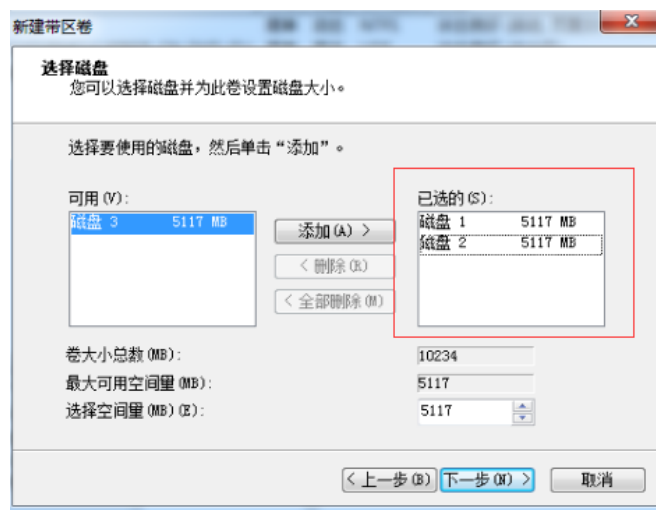 新建带区卷
选择磁盘
您可以选择磁盘并为此卷设置磁盘大小。
选择要使用的磁盘，然后单击“添加”。
可用(V):
磁盘 3 5117 MB
添加(A) >
< 删除(R)
< 全部删除(M)
已选的(S):
磁盘 1 5117 MB
磁盘 2 5117 MB
卷大小总数(MB): 10234
最大可用空间量(MB): 5117
选择空间量(MB)(E): 5117
< 上一步(B) 下一步(N) > 取消